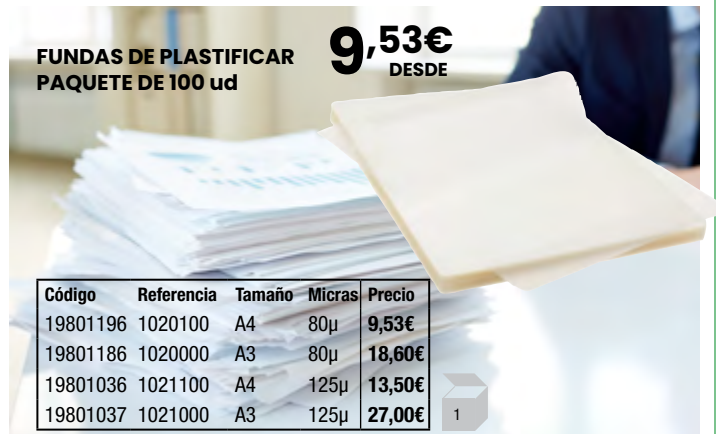 FUNDAS DE PLASTIFICAR
PAQUETE DE 100 ud
9,53€
DESDE
Código Referencia Tamaño Micras Precio
19801196 1020100 A4 80µ 9,53€
19801186 1020000 A3 80µ 18,60€
19801036 1021100 A4 125µ 13,50€
19801037 1021000 A3 125µ 27,00€
1